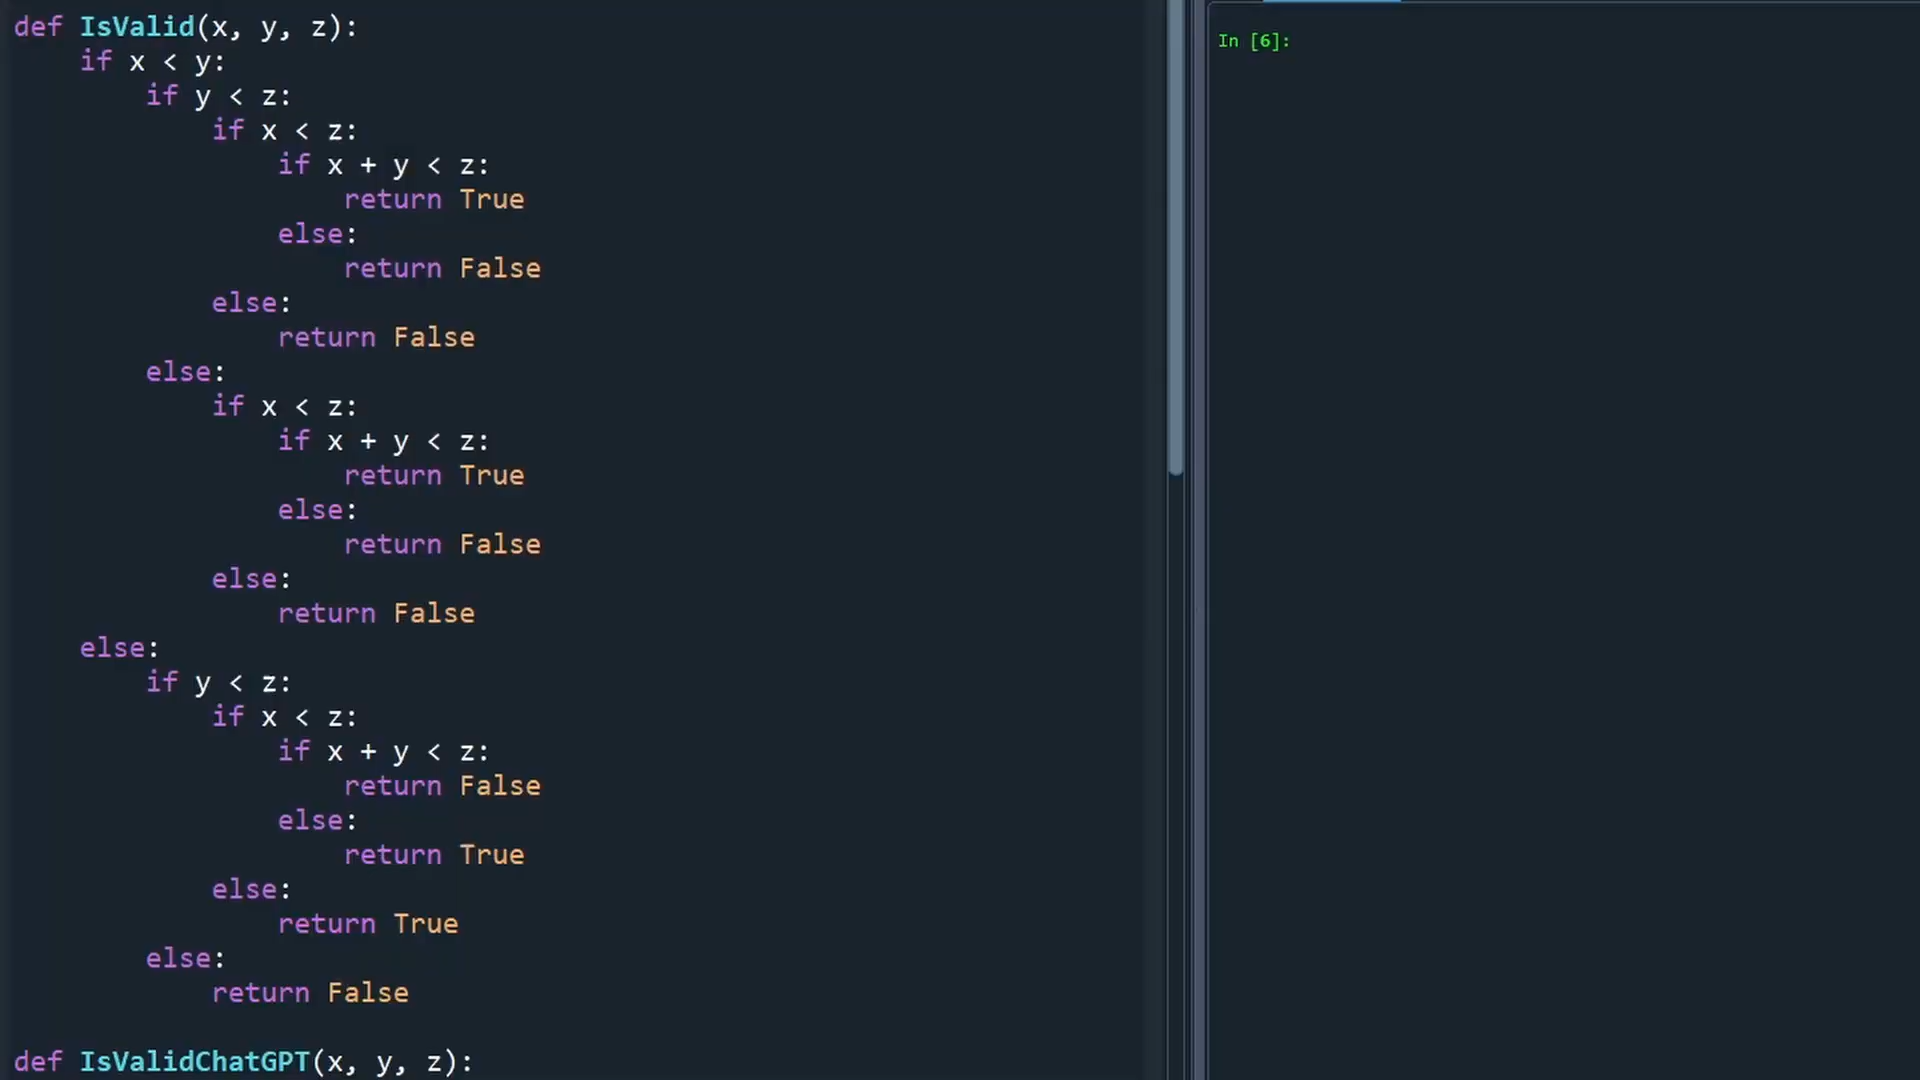 def IsValid(x, y, z):
    if x < y:
        if y < z:
            if x < z:
                if x + y < z:
                    return True
                else:
                    return False
            else:
                return False
        else:
            if x < z:
                if x + y < z:
                    return True
                else:
                    return False
            else:
                return False
    else:
        if y < z:
            if x < z:
                if x + y < z:
                    return False
                else:
                    return True
            else:
                return True
        else:
            return False
def IsValidChatGPT(x, y, z):
In [6]: